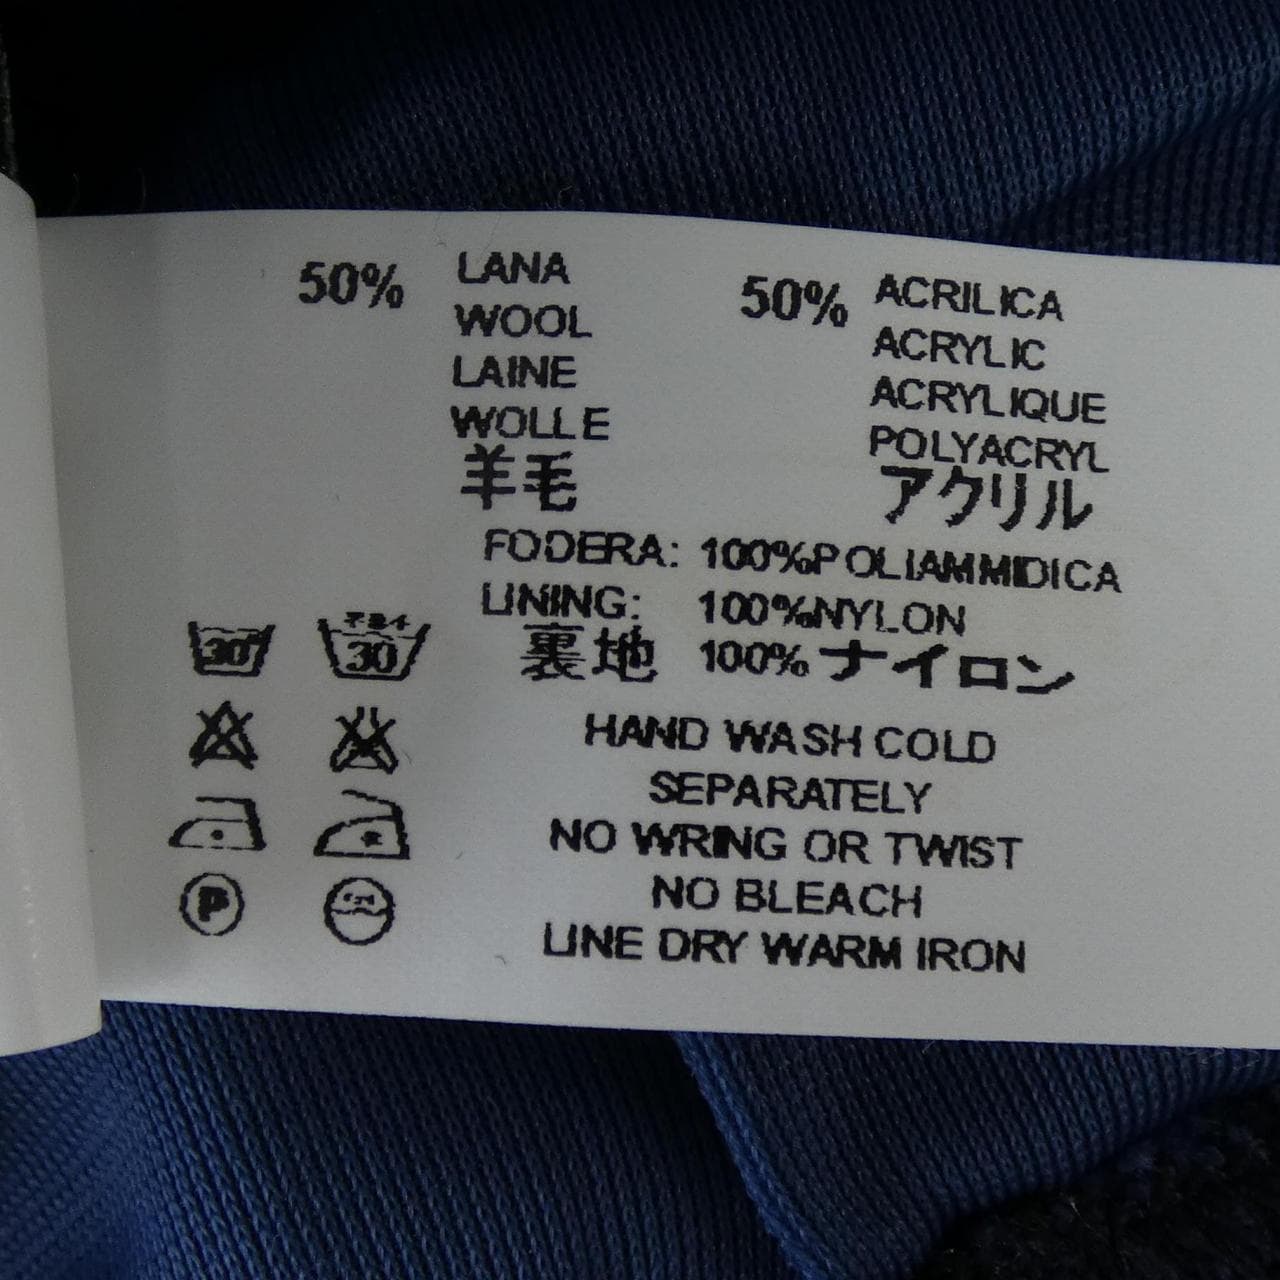 50% LANA
WOOL
LAINE
WOLLE
羊毛
50% ACRILICA
ACRYLIC
ACRYLIQUE
POLYACRYL
アクリル
FODERA: 100%POLIAMMIDICA
LINING: 100%NYLON
裏地 100% ナイロン
30°
30
P
HAND WASH COLD
SEPARATELY
NO WRING OR TWIST
NO BLEACH
LINE DRY WARM IRON